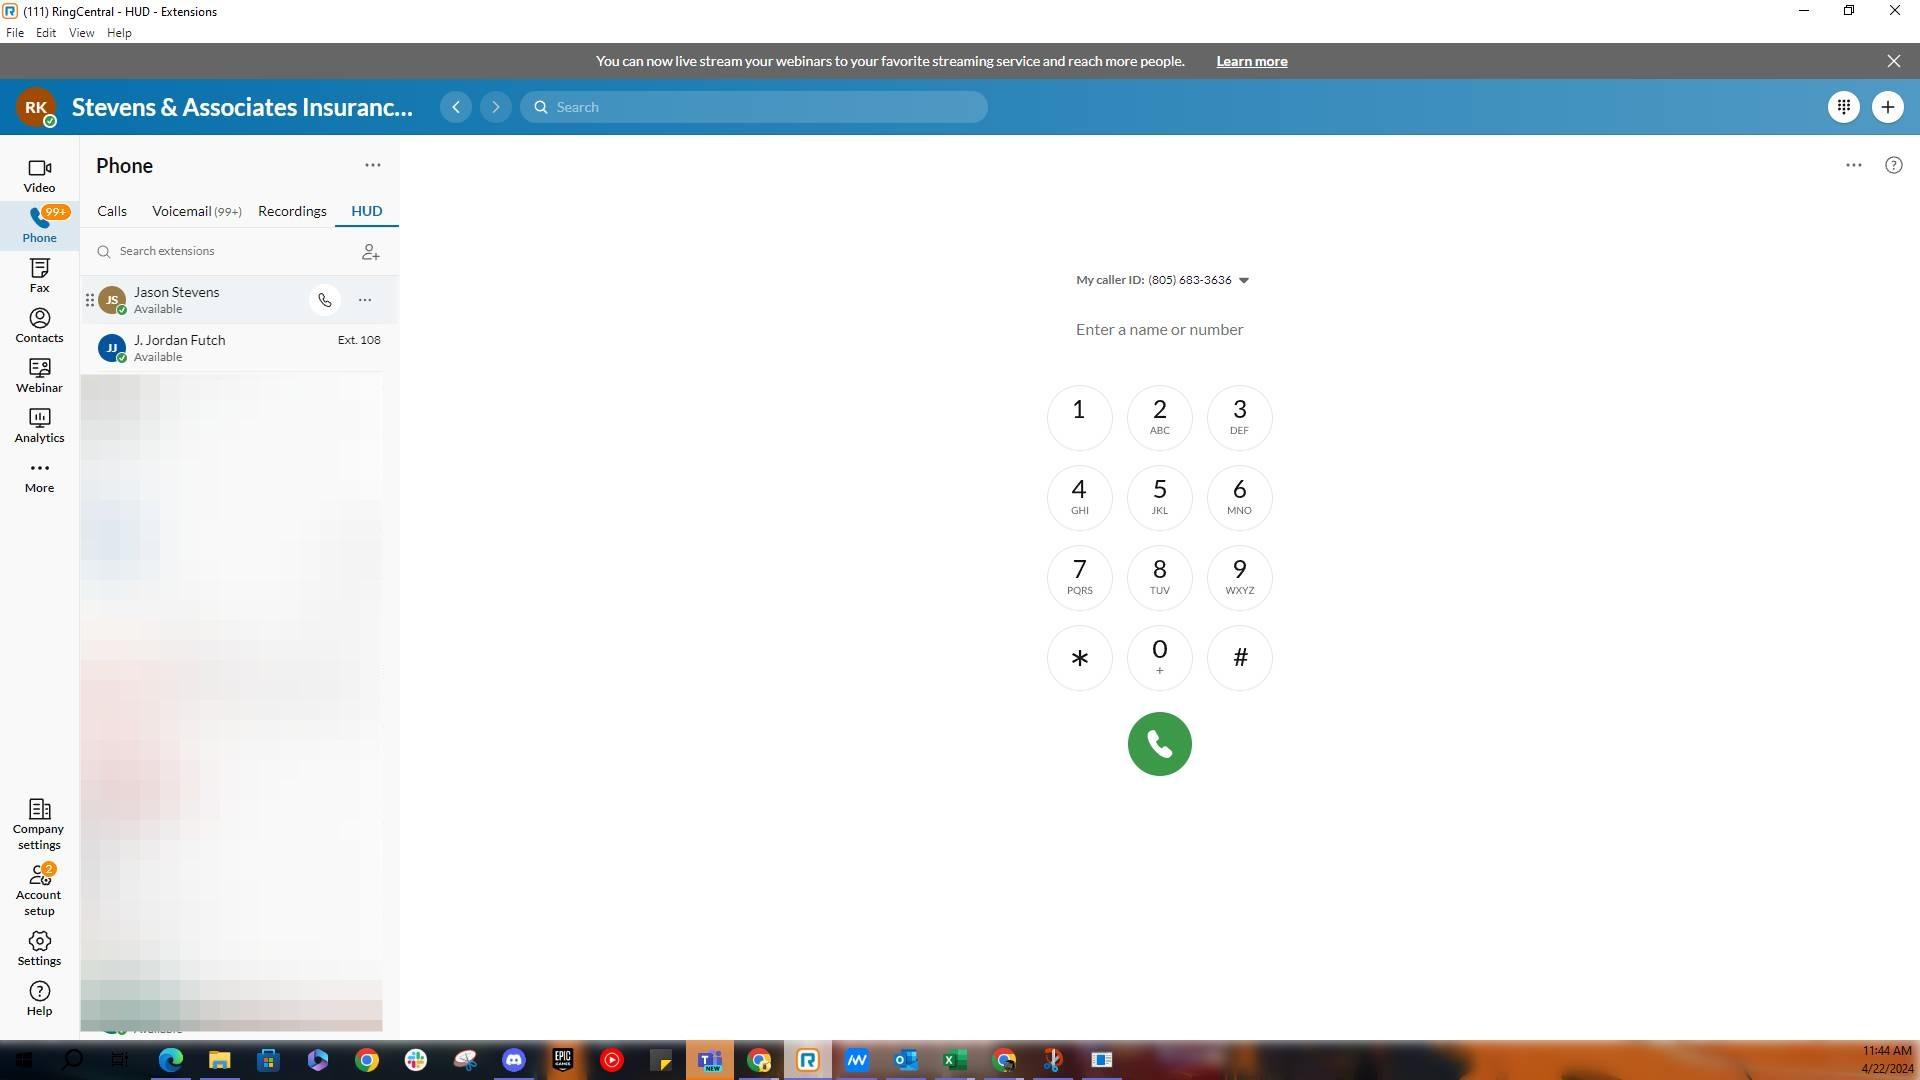 (111) RingCentral - HUD - Extensions
File Edit View Help
You can now live stream your webinars to your favorite streaming service and reach more people. Learn more
RK
Stevens & Associates Insuranc...
Search
Video
99+
Phone
Fax
Contacts
Webinar
Analytics
More
Company
settings
2
Account
setup
Settings
Help
Phone
Calls Voicemail (99+) Recordings HUD
Search extensions
JS
Jason Stevens
Available
JJ
J. Jordan Futch
Ext. 108
Available
My caller ID: (805) 683-3636
Enter a name or number
1 2 3
ABC DEF
4 5 6
GHI JKL MNO
7 8 9
PQRS TUV WXYZ
* 0 #
+
EPIC
GAMES
NEW
11:44 AM
4/22/2024